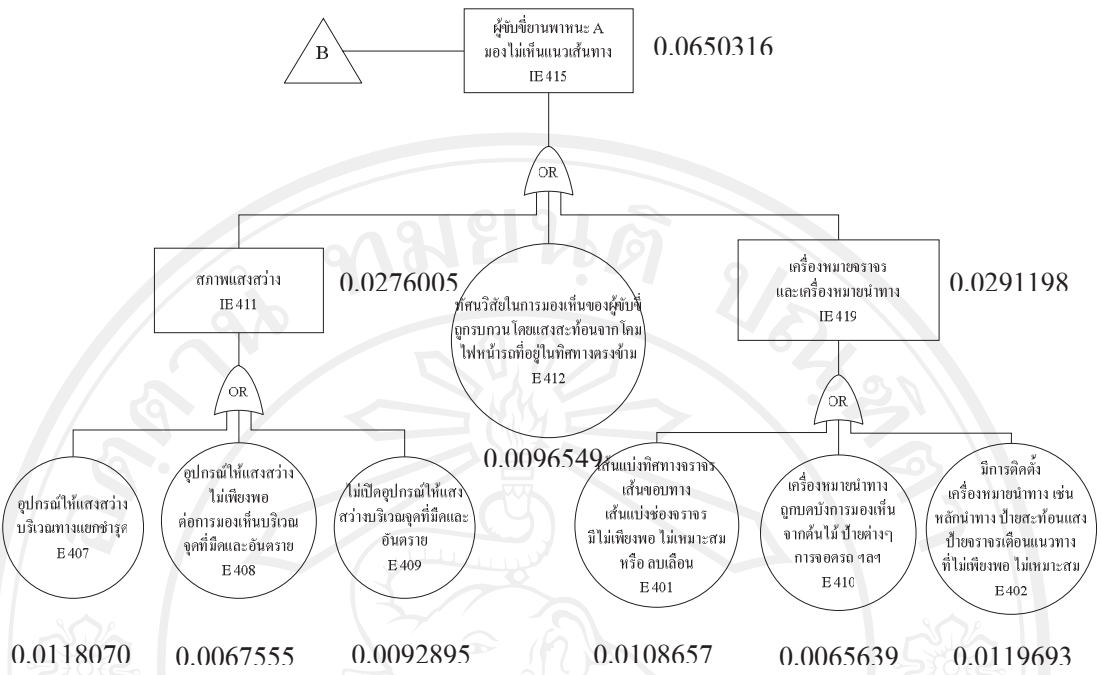 B
ผู้ขับขี่ยานพาหนะ A
มองไม่เห็นแนวเส้นทาง
IE 415
0.0650316
OR
สภาพแสงสว่าง
IE 411
0.0276005
ทัศนวิสัยในการมองเห็นของผู้ขับขี่
ถูกรบกวน โดยแสงสะท้อนจากโคม
ไฟหน้ารถที่อยู่ในทิศทางตรงข้าม
E 412
0.0096549
เครื่องหมายจราจร
และเครื่องหมายนำทาง
IE 419
0.0291198
OR
OR
อุปกรณ์ให้แสงสว่าง
บริเวณทางแยกชำรุด
E 407
อุปกรณ์ให้แสงสว่าง
ไม่เพียงพอ
ต่อการมองเห็นบริเวณ
จุดที่มืดและอันตราย
E 408
ไม่เปิดอุปกรณ์ให้แสง
สว่างบริเวณจุดที่มืดและ
อันตราย
E 409
เส้นแบ่งทิศทางจราจร
เส้นขอบทาง
เส้นแบ่งช่องจราจร
มีไม่เพียงพอ ไม่เหมาะสม
หรือ ลบเลือน
E 401
เครื่องหมายนำทาง
ถูกบดบังการมองเห็น
จากต้นไม้ ป้ายต่างๆ
การจอดรถ ฯลฯ
E 410
มีการติดตั้ง
เครื่องหมายนำทาง เช่น
หลักนำทาง ป้ายสะท้อนแสง
ป้ายจราจรเตือนแนวทาง
ที่ไม่เพียงพอ ไม่เหมาะสม
E 402
0.0118070
0.0067555
0.0092895
0.0108657
0.0065639
0.0119693